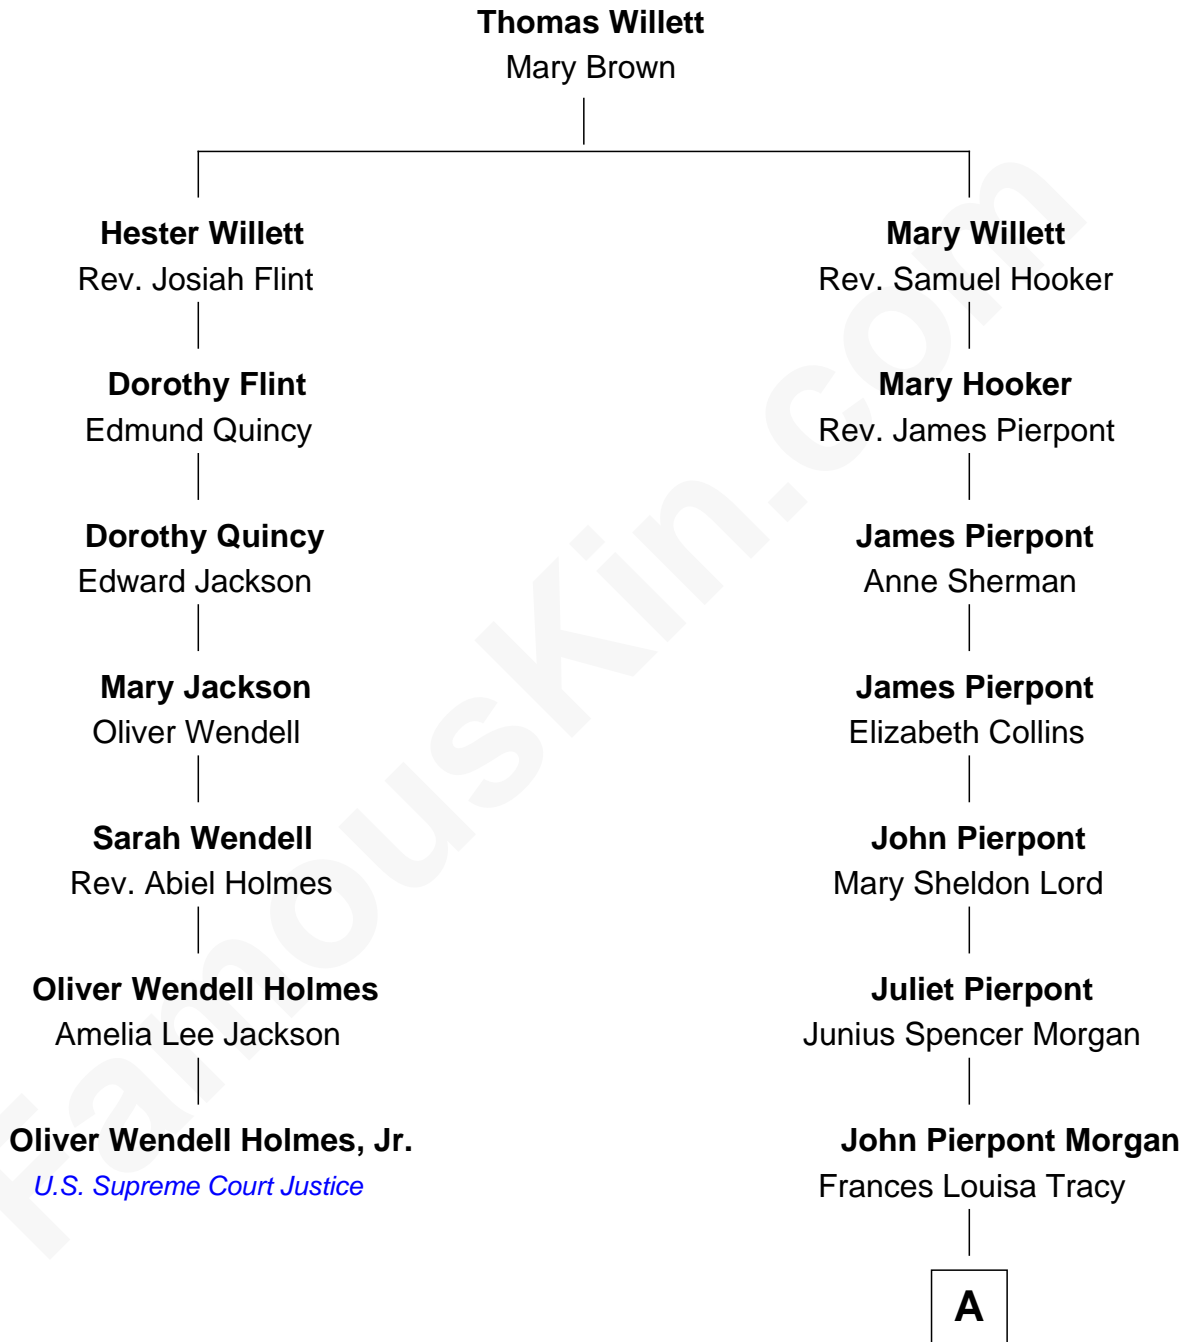 Thomas Willett
Mary Brown
Hester Willett
Rev. Josiah Flint
Mary Willett
Rev. Samuel Hooker
Dorothy Flint
Edmund Quincy
Mary Hooker
Rev. James Pierpont
Dorothy Quincy
Edward Jackson
James Pierpont
Anne Sherman
Mary Jackson
Oliver Wendell
James Pierpont
Elizabeth Collins
Sarah Wendell
Rev. Abiel Holmes
John Pierpont
Mary Sheldon Lord
Oliver Wendell Holmes
Amelia Lee Jackson
Juliet Pierpont
Junius Spencer Morgan
Oliver Wendell Holmes, Jr.
U.S. Supreme Court Justice
John Pierpont Morgan
Frances Louisa Tracy
A
FamousKin.com